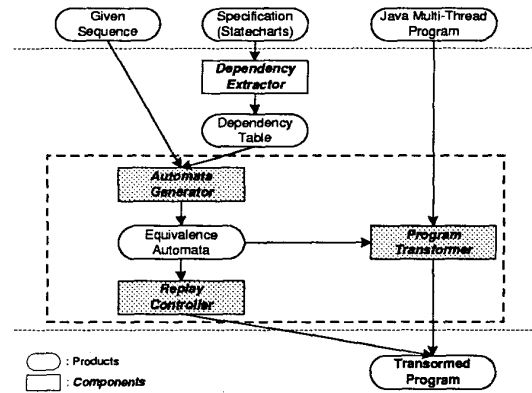 Given
Sequence
Specification
(Statecharts)
Java Multi-Thread
Program
Dependency
Extractor
Dependency
Table
Automata
Generator
Equivalence
Automata
Program
Transformer
Replay
Controller
: Products
: Components
Transormed
Program